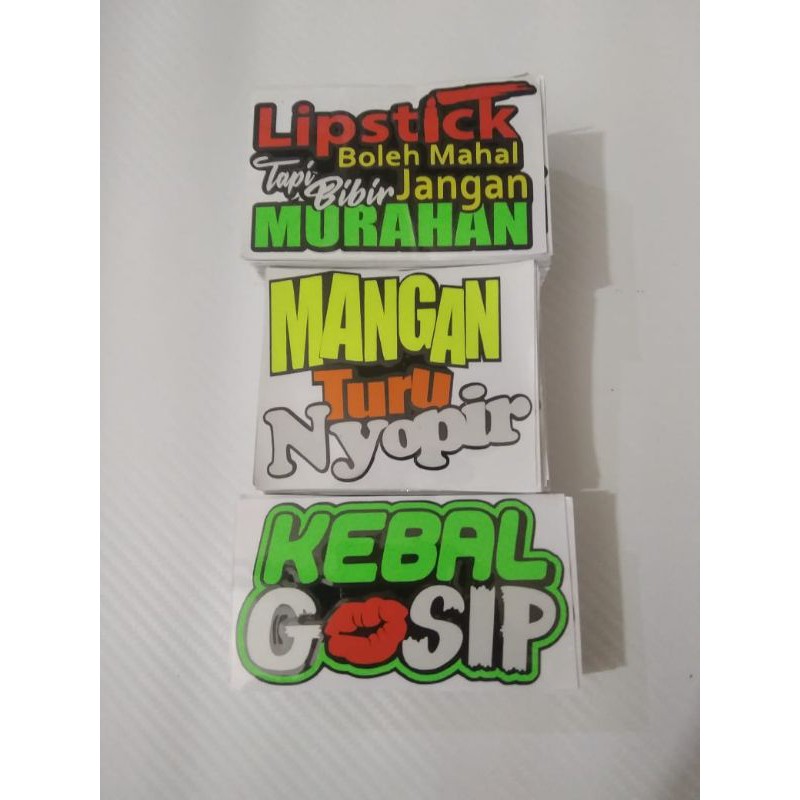 Lipstick
Boleh Mahal
Tapi Bibir Jangan
MURAHAN
MANGAN
Turu
Nyopir
KEBAL
GOSIP